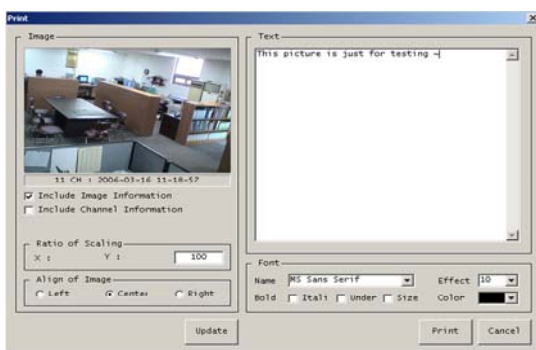 Print
Image
11 CH : 2006-03-16 11-18-57
Include Image Information
Include Channel Information
Ratio of Scaling
X : Y : 100
Align of Image
Left Center Right
Update
Text
This picture is just for testing ~
Font
Name MS Sans Serif Effect 10
Bold Itali Under Size Color
Print Cancel